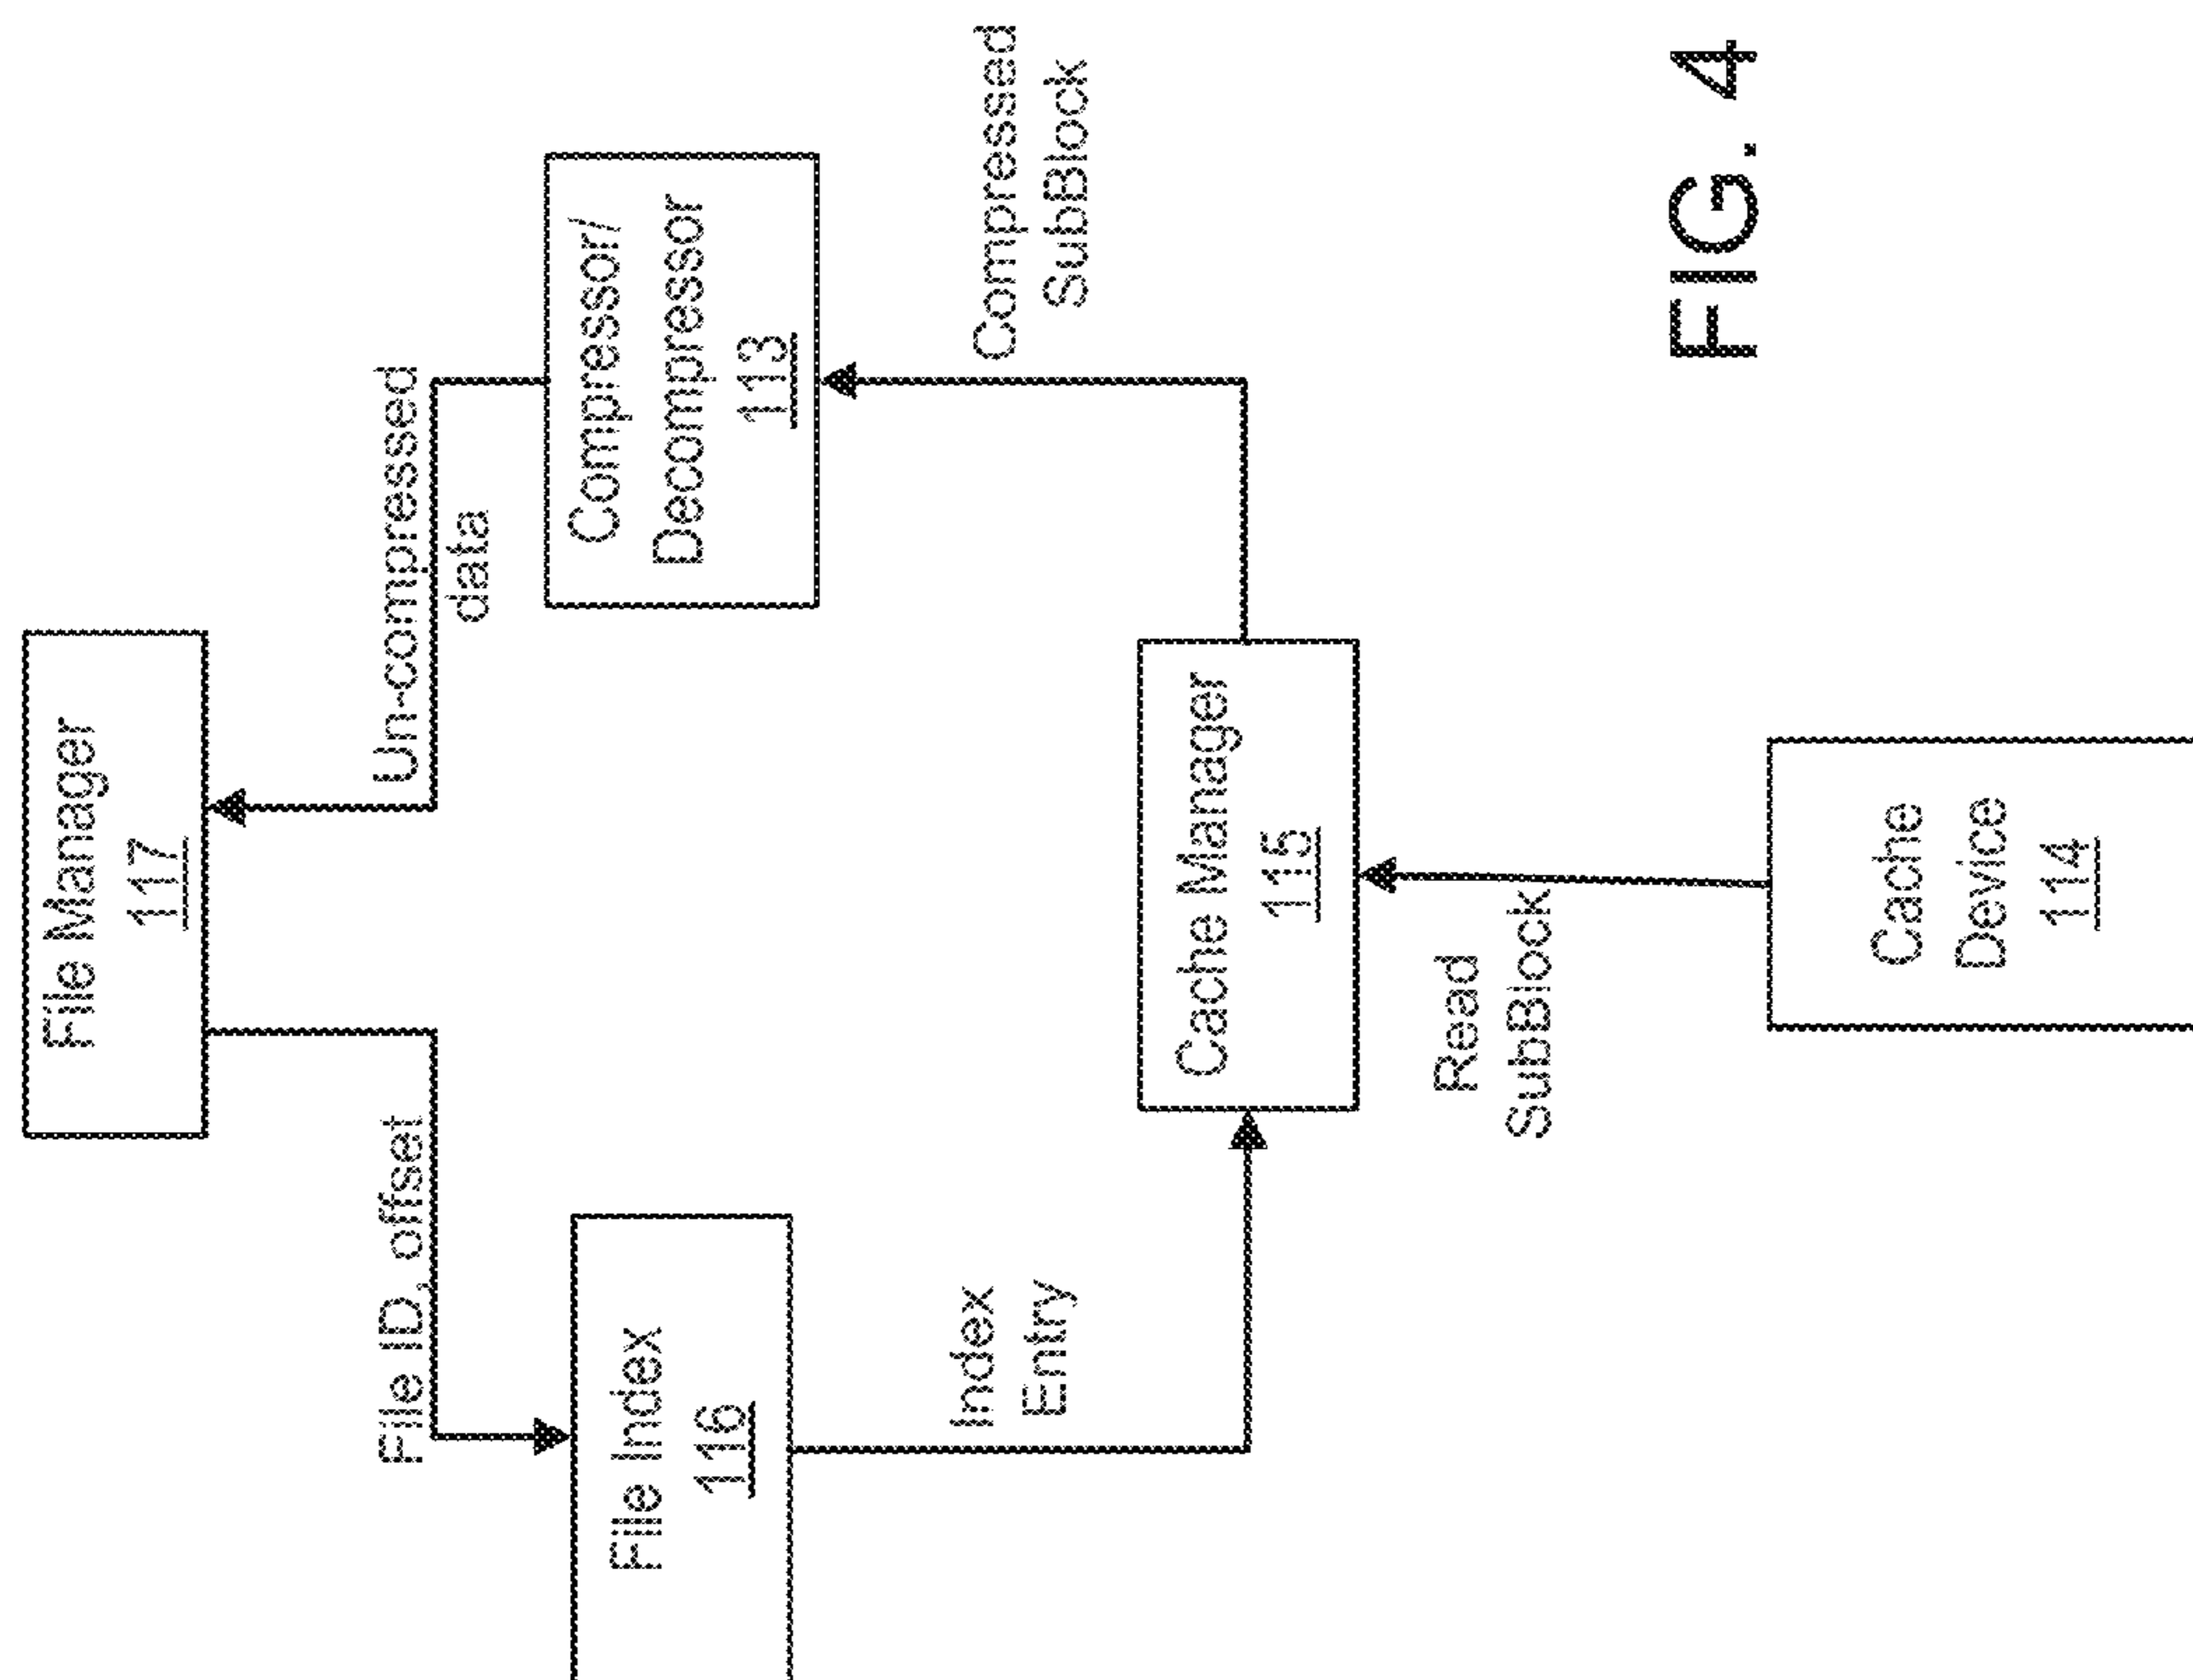 File Manager
117
File ID, offset
Un-compressed
data
File Index
116
Compressor/
Decompressor
113
Index
Entry
Compressed
SubBlock
Cache Manager
115
Read
SubBlock
Cache
Device
114
FIG. 4